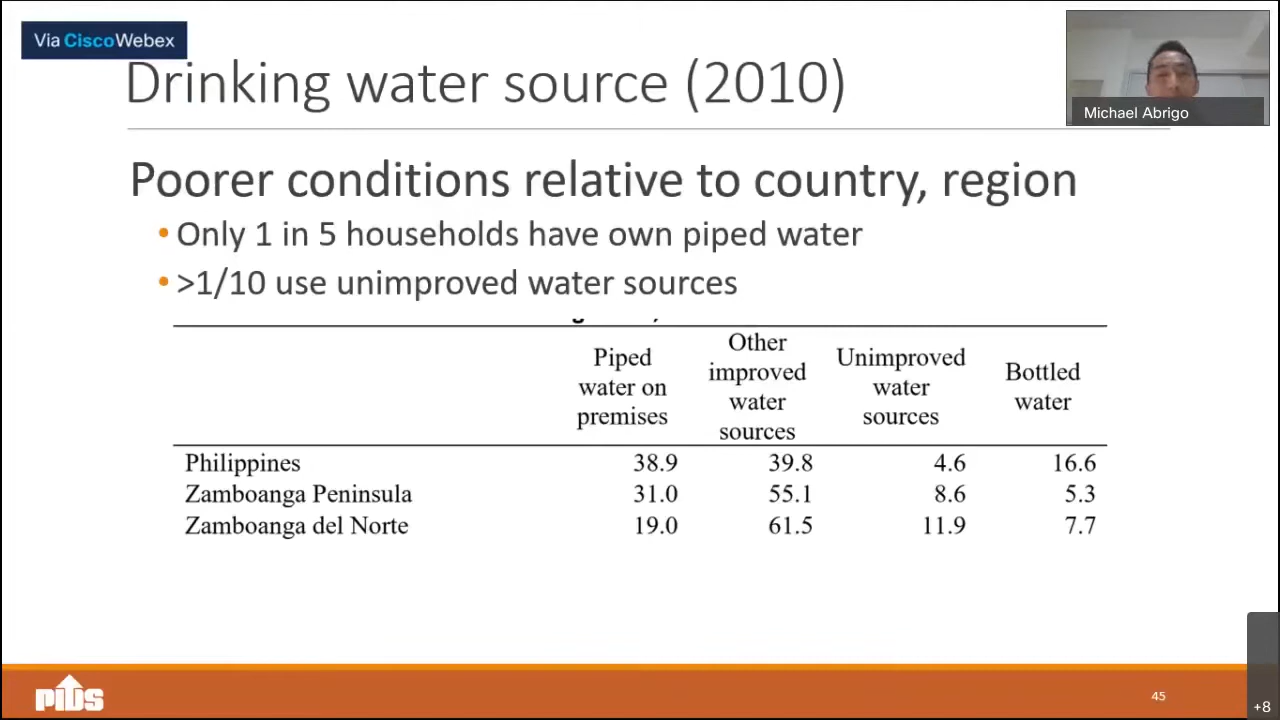 Via CiscoWebex
Drinking water source (2010)
Michael Abrigo
Poorer conditions relative to country, region
• Only 1 in 5 households have own piped water
• >1/10 use unimproved water sources
Piped water on premises Other improved water sources Unimproved water sources Bottled water
Philippines 38.9 39.8 4.6 16.6
Zamboanga Peninsula 31.0 55.1 8.6 5.3
Zamboanga del Norte 19.0 61.5 11.9 7.7
PIDS
45
+8